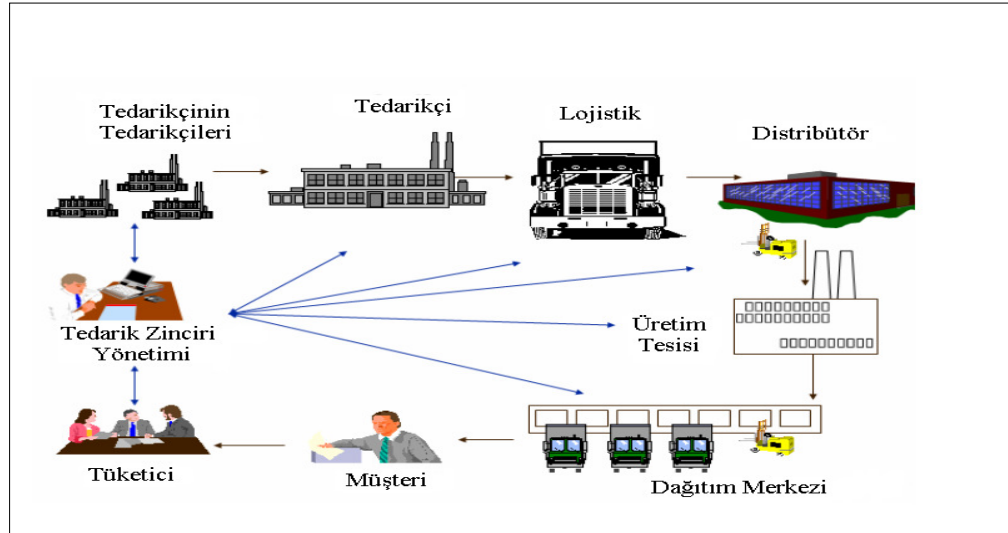 Tedarikçinin
Tedarikçileri
Tedarikçi
Lojistik
Distribütör
Tedarik Zinciri
Yönetimi
Üretim
Tesisi
Tüketici
Müşteri
Dağıtım Merkezi